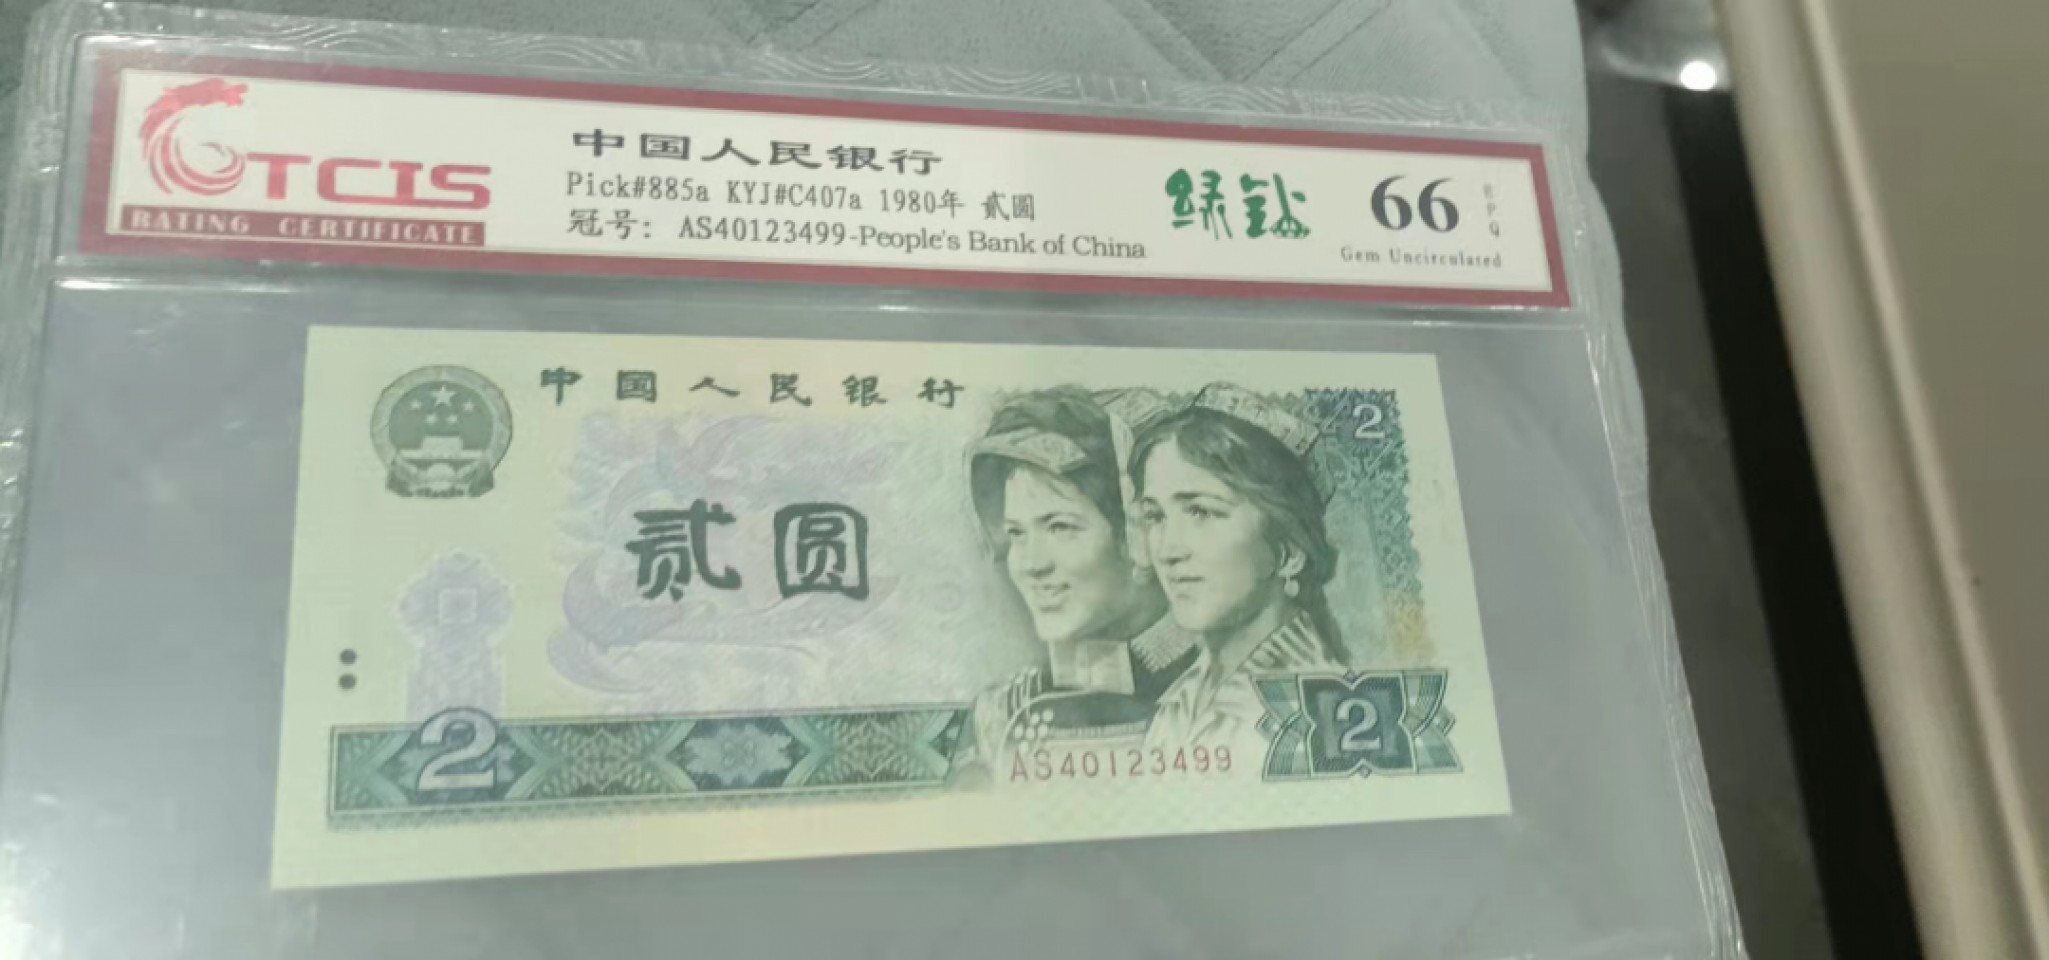 TCIS
RATING CERTIFICATE
中国人民银行
Pick#885a KYJ#C407a 1980年 贰圆
冠号: AS40123499-People's Bank of China
绿钻
66
EPQ
Gem Uncirculated
中国人民银行
2
贰圆
2
AS40123499
2